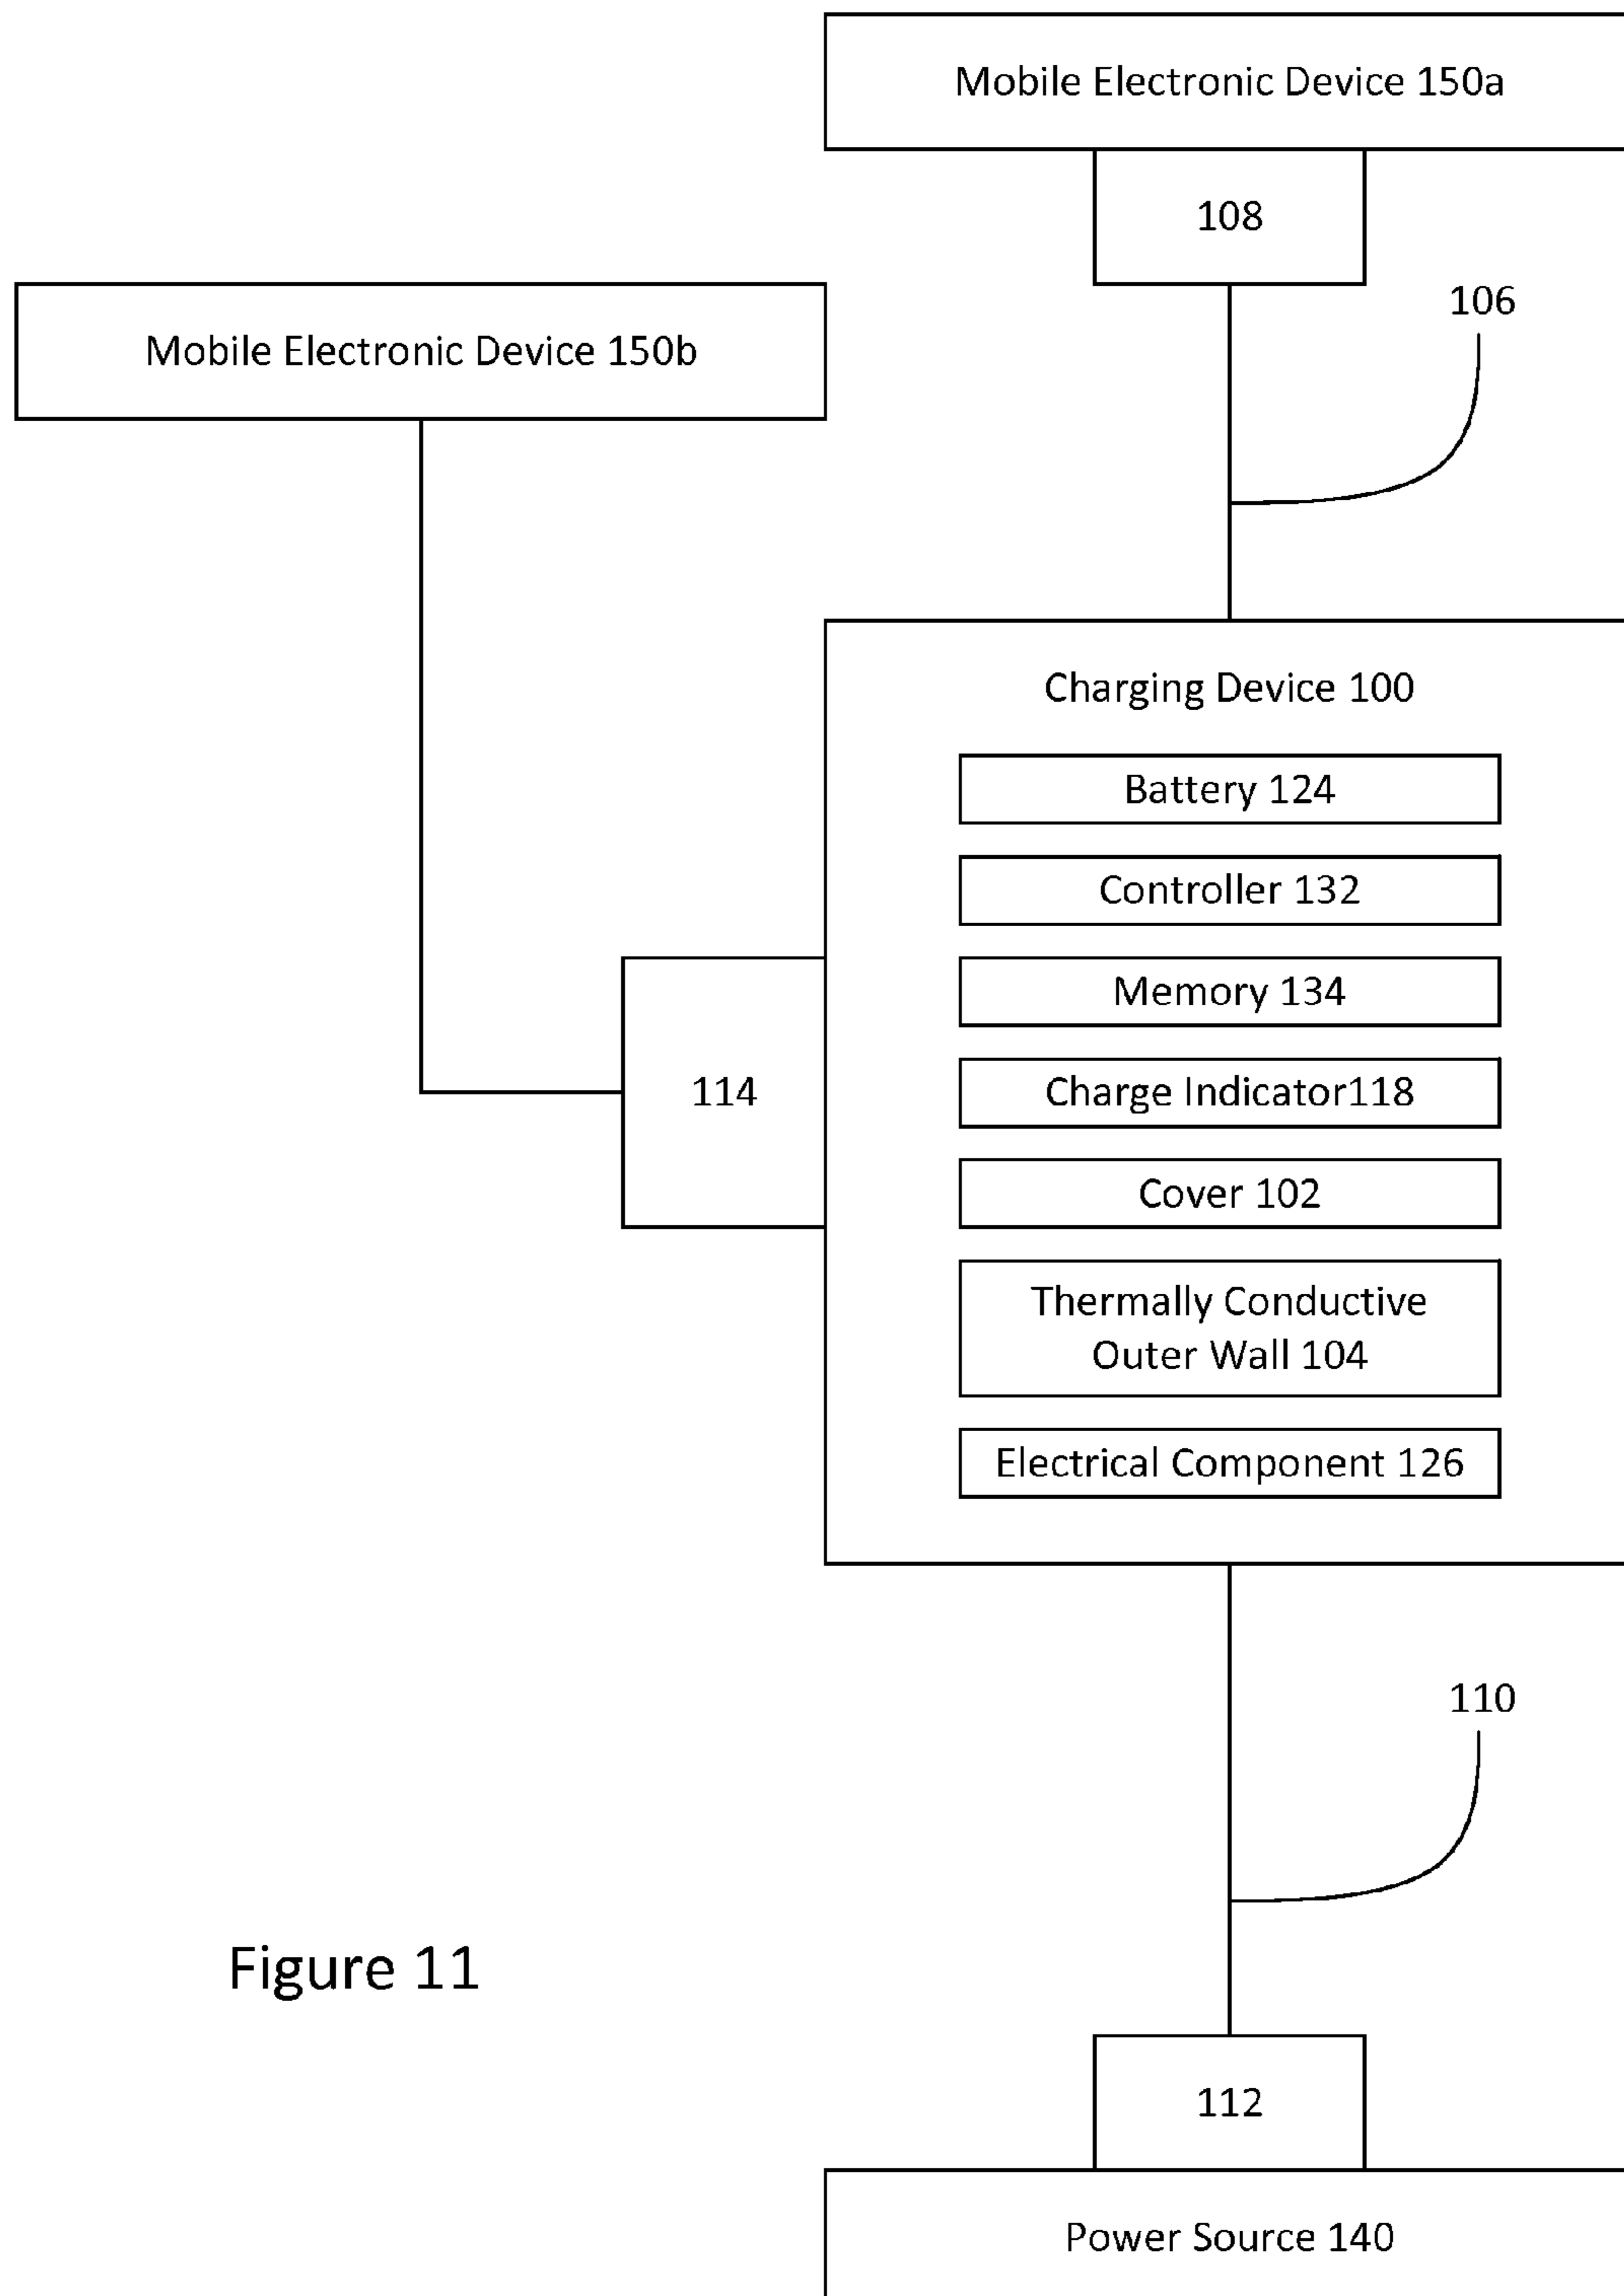 Mobile Electronic Device 150a
108
106
Mobile Electronic Device 150b
Charging Device 100
Battery 124
Controller 132
Memory 134
114
Charge Indicator118
Cover 102
Thermally Conductive
Outer Wall 104
Electrical Component 126
110
Figure 11
112
Power Source 140